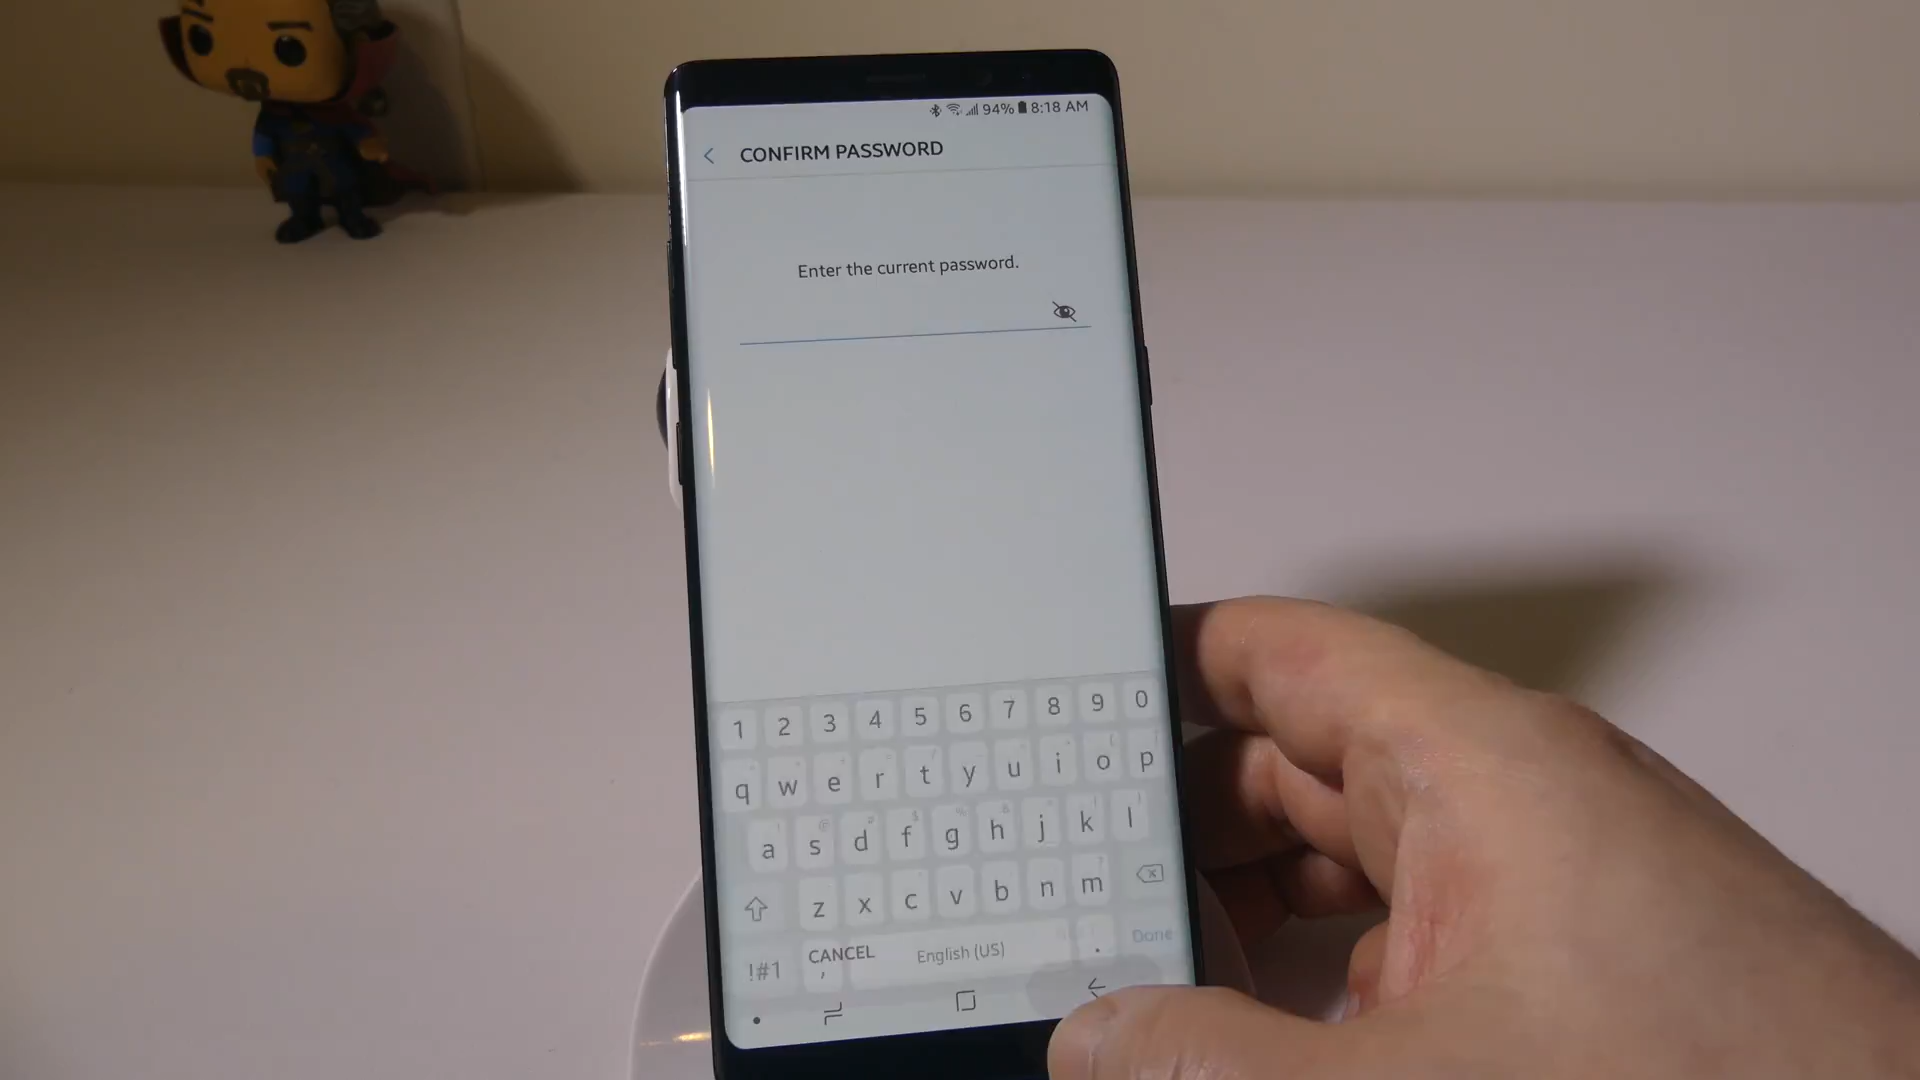 94% 8:18 AM
CONFIRM PASSWORD
Enter the current password.
1 2 3 4 5 6 7 8 9 0
q w e r t y u i o p
a s d f g h j k l
z x c v b n m
!#1 CANCEL , English (US) . Done